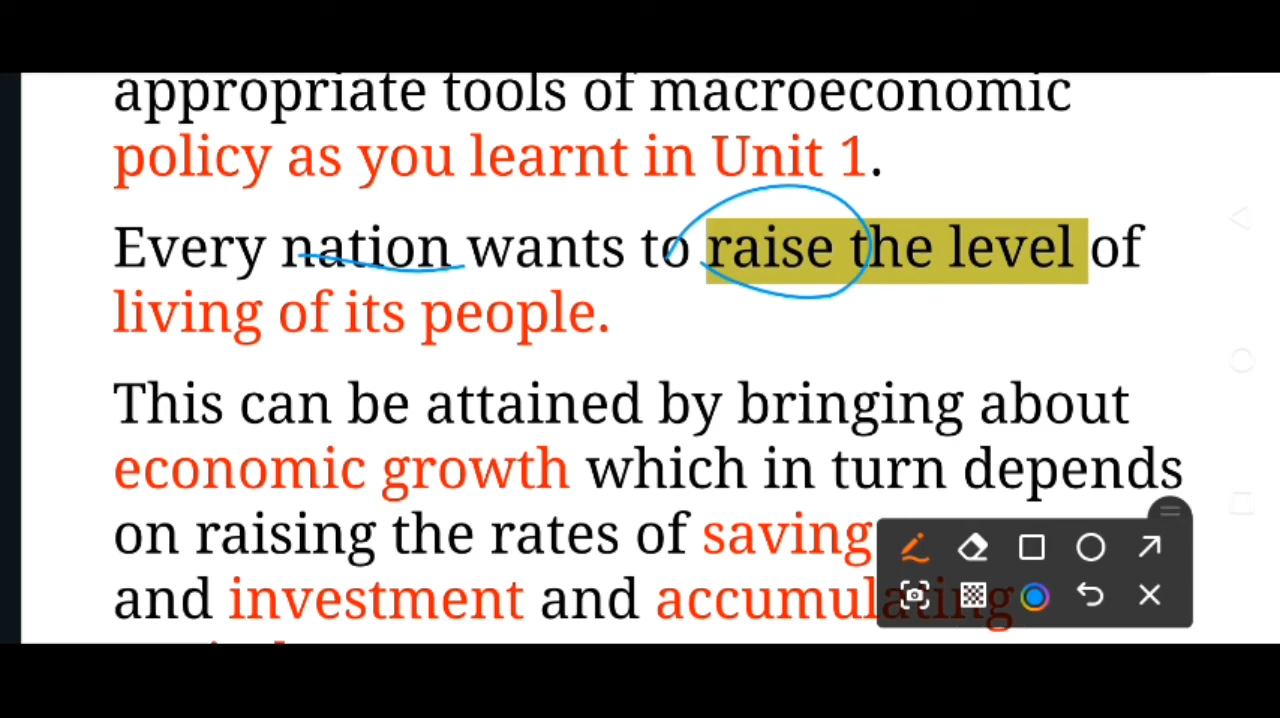 appropriate tools of macroeconomic
policy as you learnt in Unit 1.
Every nation wants to raise the level of
living of its people.
This can be attained by bringing about
economic growth which in turn depends
on raising the rates of saving
and investment and accumulating